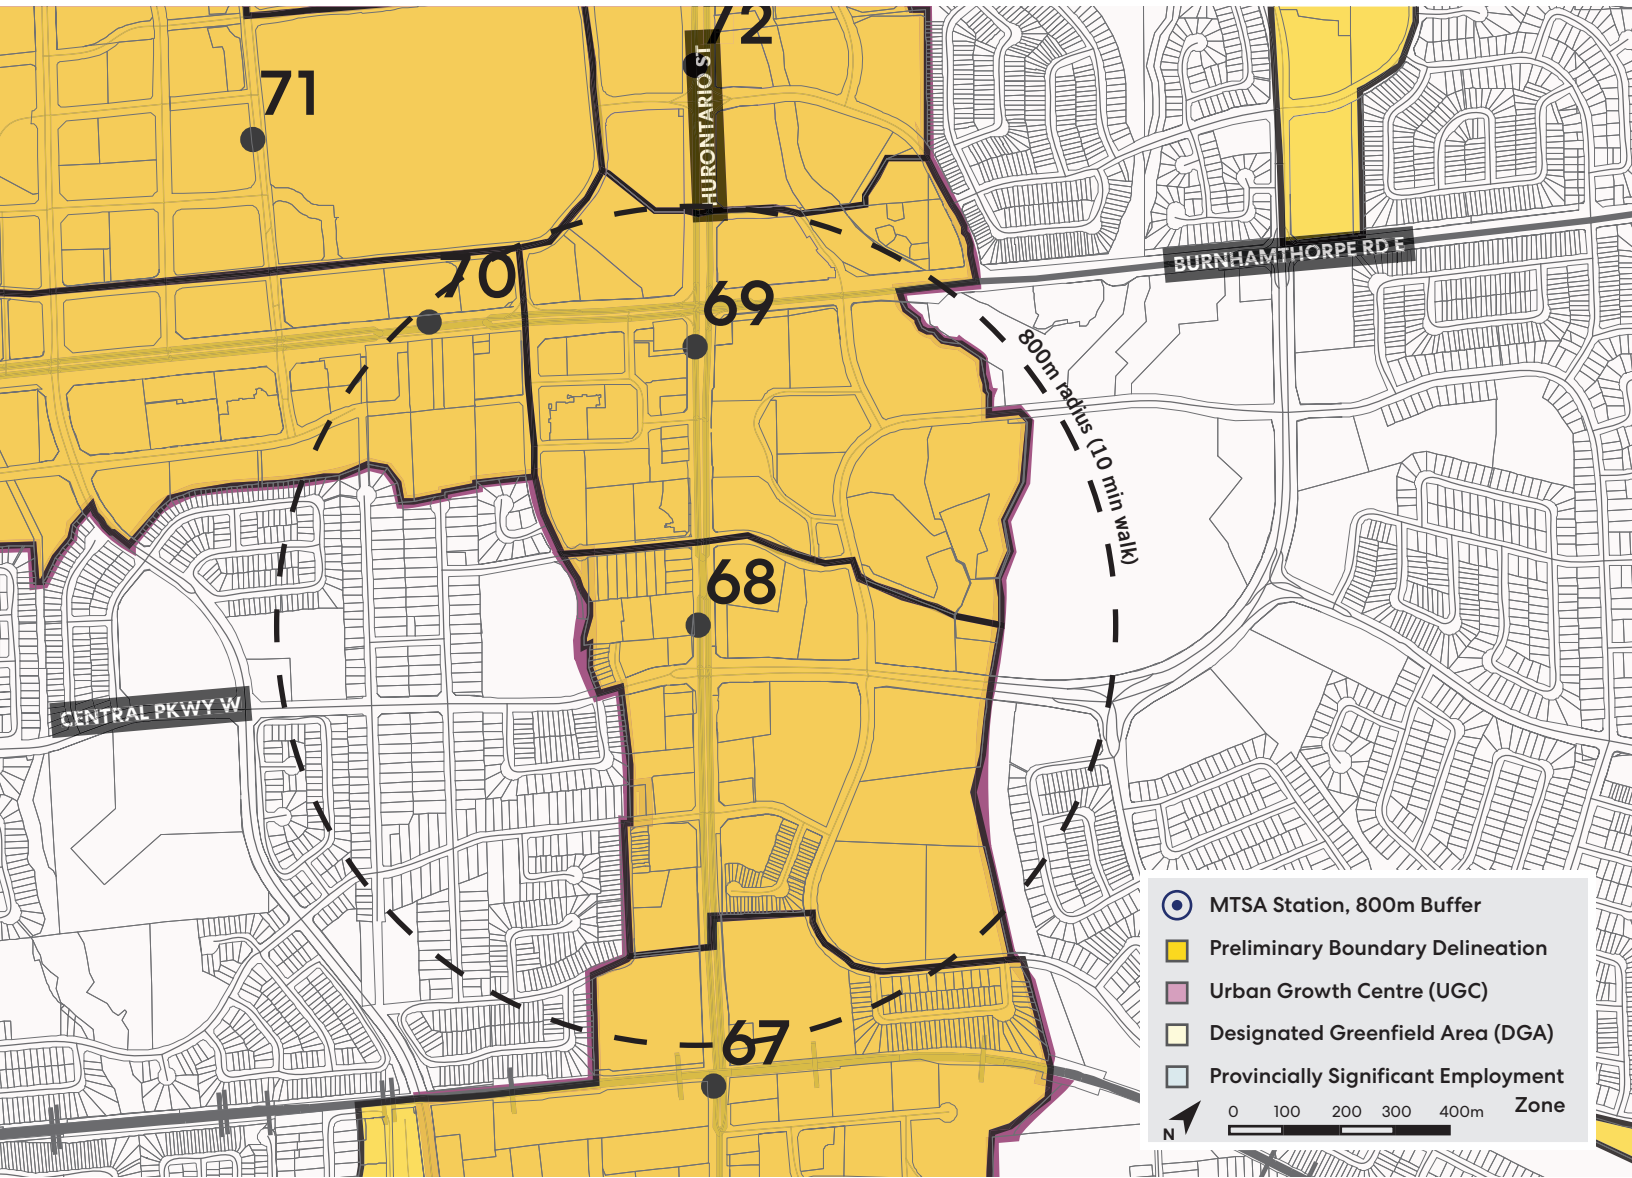 72
HURONTARIO ST
71
BURNHAMTHORPE RD E
70
69
800m radius (10 min walk)
68
CENTRAL PKWY W
67
MTSA Station, 800m Buffer
Preliminary Boundary Delineation
Urban Growth Centre (UGC)
Designated Greenfield Area (DGA)
Provincially Significant Employment
Zone
N
0 100 200 300 400m